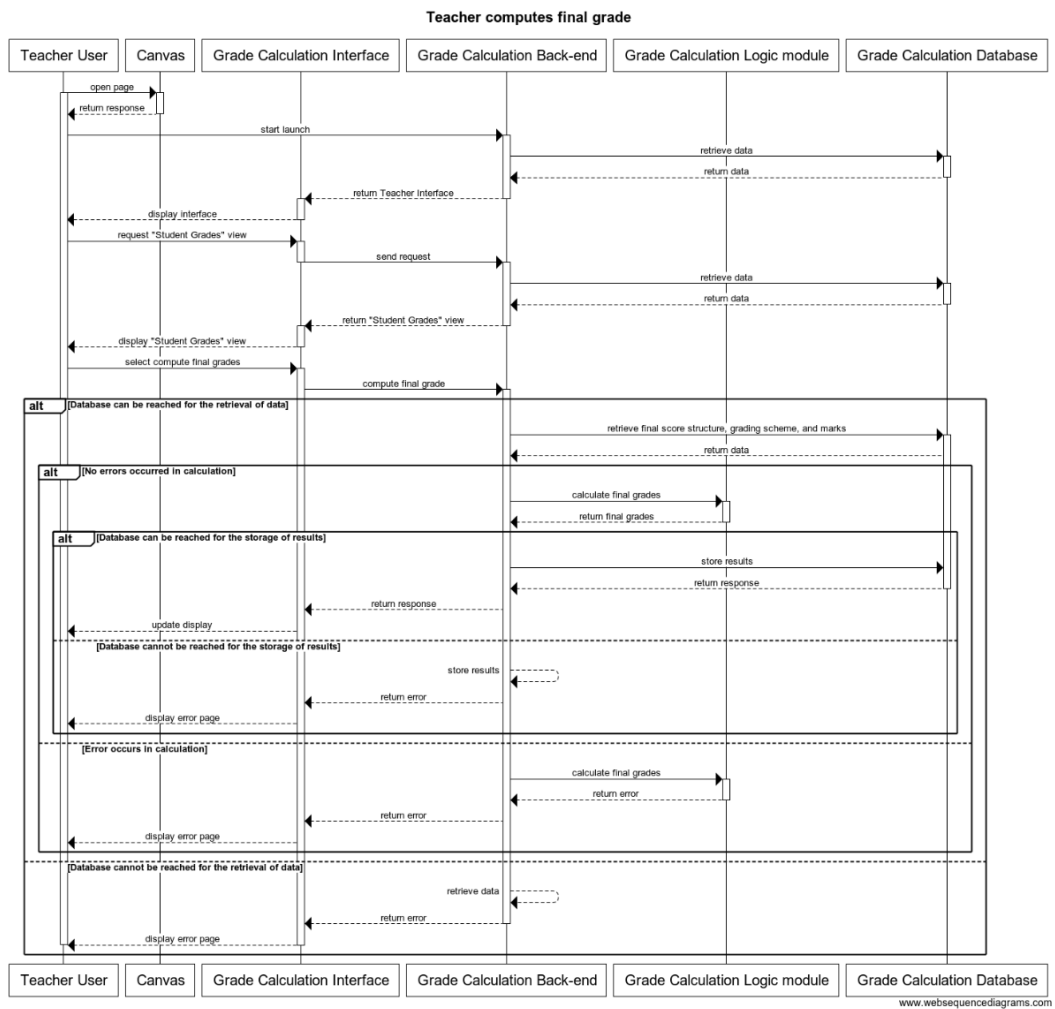 Teacher computes final grade
Teacher User
Canvas
Grade Calculation Interface
Grade Calculation Back-end
Grade Calculation Logic module
Grade Calculation Database
open page
return response
start launch
retrieve data
return data
return Teacher Interface
display interface
request "Student Grades" view
send request
retrieve data
return data
return "Student Grades" view
display "Student Grades" view
select compute final grades
compute final grade
alt [Database can be reached for the retrieval of data]
retrieve final score structure, grading scheme, and marks
return data
alt [No errors occurred in calculation]
calculate final grades
return final grades
alt [Database can be reached for the storage of results]
store results
return response
return response
update display
[Database cannot be reached for the storage of results]
store results
return error
display error page
[Error occurs in calculation]
calculate final grades
return error
return error
display error page
[Database cannot be reached for the retrieval of data]
retrieve data
return error
display error page
Teacher User
Canvas
Grade Calculation Interface
Grade Calculation Back-end
Grade Calculation Logic module
Grade Calculation Database
www.websequencediagrams.com